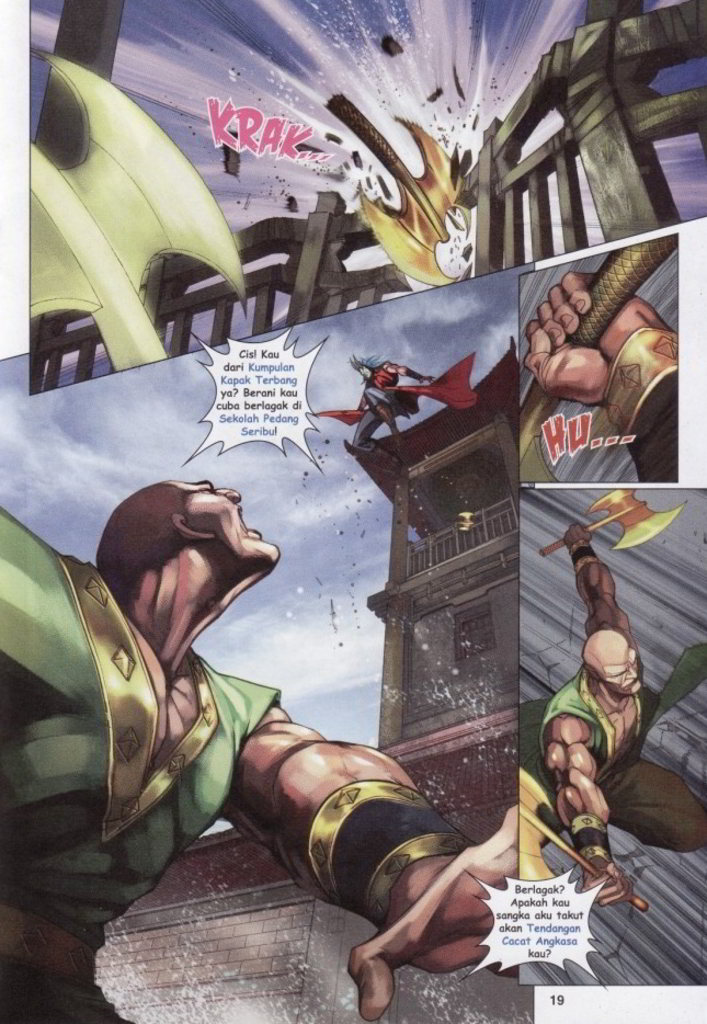 KRAK...
Cis! Kau
dari Kumpulan
Kapak Terbang
ya? Berani kau
cuba berlagak di
Sekolah Pedang
Seribu!
HU...
Berlagak?
Apakah kau
sangka aku takut
akan Tendangan
Cacat Angkasa
kau?
19